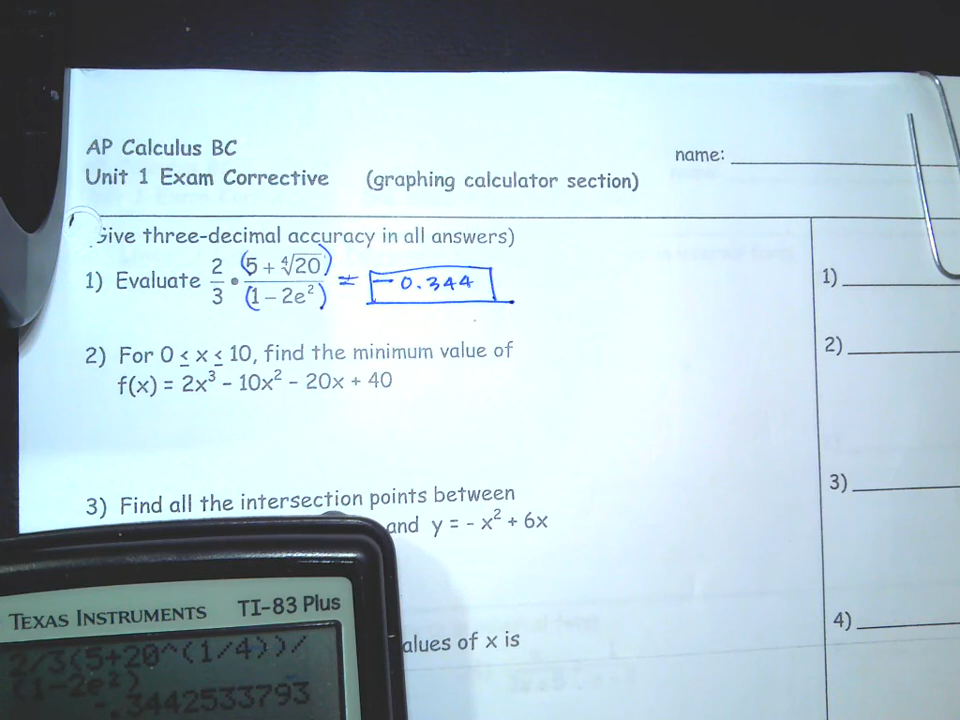 AP Calculus BC
name:
Unit 1 Exam Corrective (graphing calculator section)
Give three-decimal accuracy in all answers)
1) Evaluate 2/3 • (5 + ∜20)/(1 - 2e²) = -0.344
1)
2) For 0 ≤ x ≤ 10, find the minimum value of
f(x) = 2x³ - 10x² - 20x + 40
2)
3) Find all the intersection points between
and y = - x² + 6x
3)
alues of x is
4)
TEXAS INSTRUMENTS TI-83 Plus
2/3(5+20^(1/4))/
(1-2e²)
-.3442533793